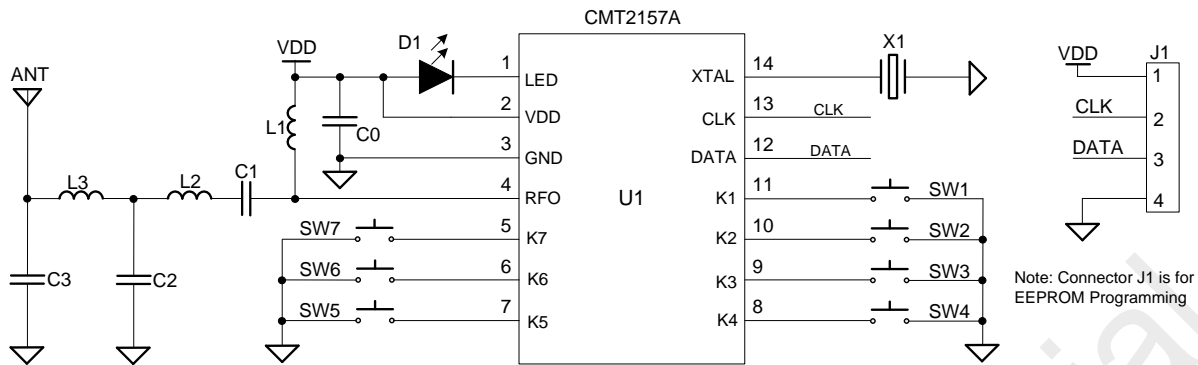 CMT2157A
ANT
VDD
D1
L1
C0
L3
L2
C1
C3
C2
1
2
3
4
5
6
7
LED
VDD
GND
RFO
K7
K6
K5
SW7
SW6
SW5
U1
XTAL
CLK
DATA
K1
K2
K3
K4
14
13
12
11
10
9
8
X1
CLK
DATA
SW1
SW2
SW3
SW4
VDD
J1
CLK
DATA
1
2
3
4
Note: Connector J1 is for
EEPROM Programming